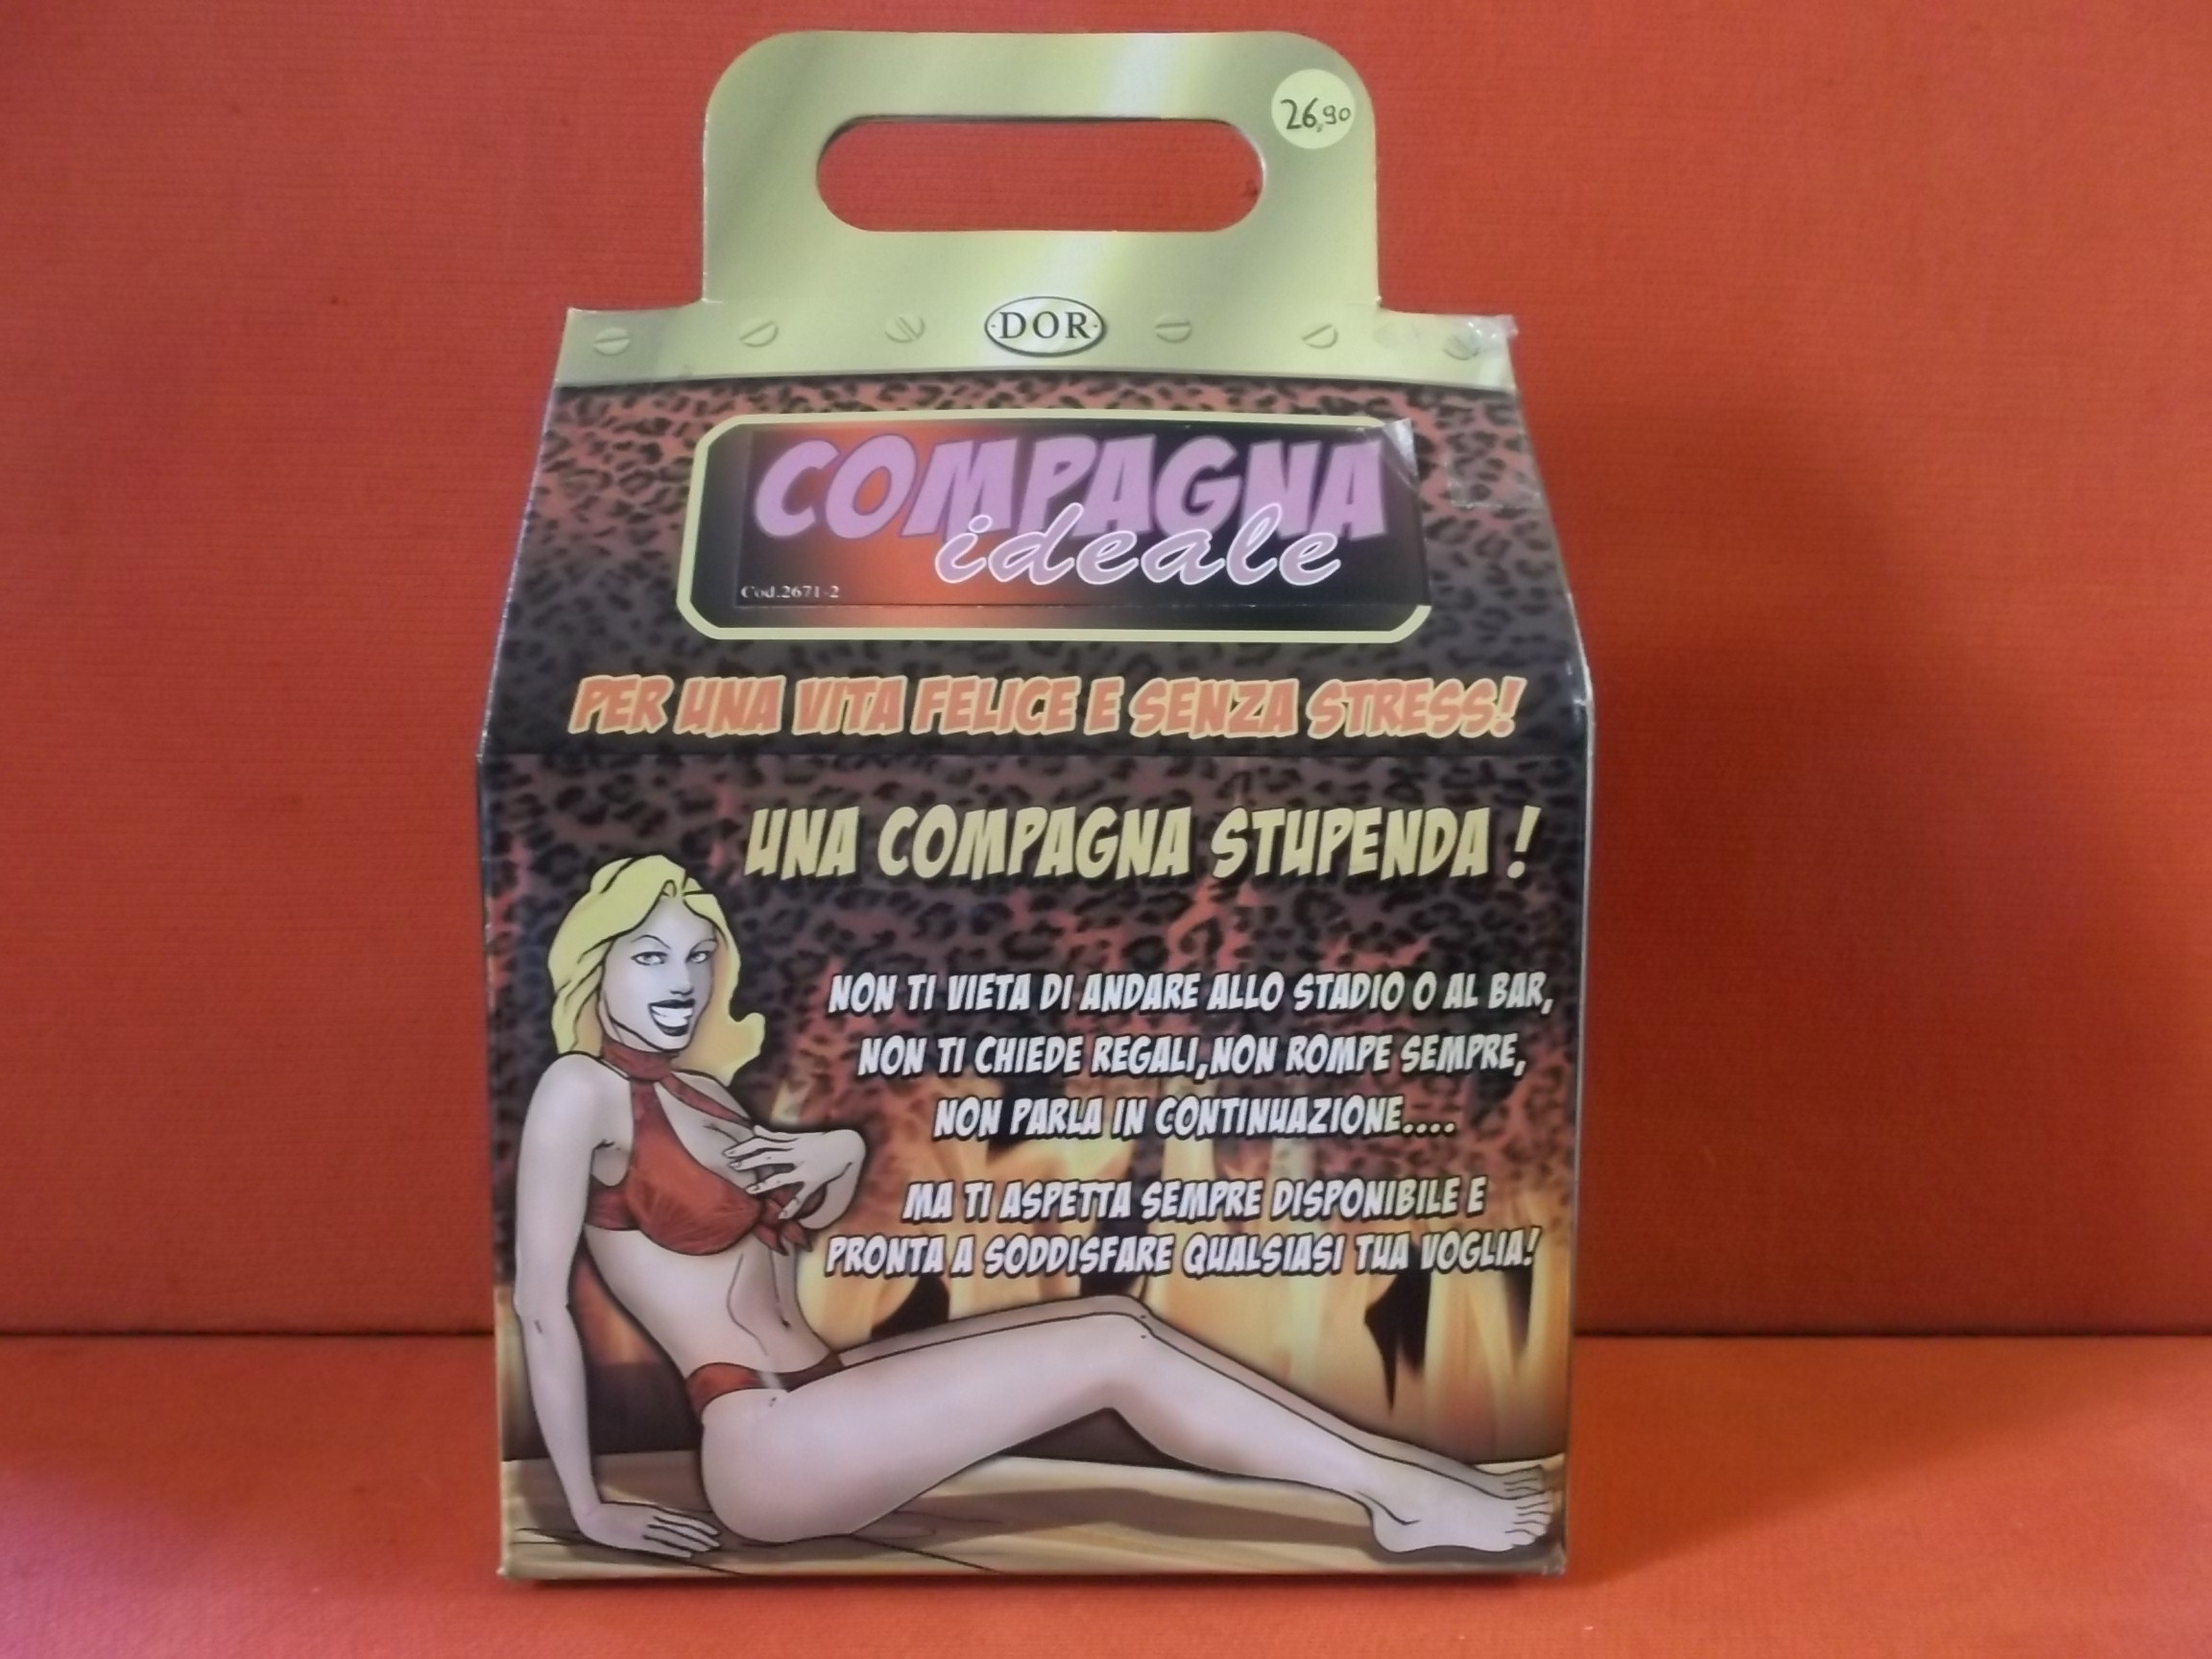 26,90
DOR
COMPAGNA
ideale
Cod.2671-2
PER UNA VITA FELICE E SENZA STRESS!
UNA COMPAGNA STUPENDA !
NON TI VIETA DI ANDARE ALLO STADIO O AL BAR,
NON TI CHIEDE REGALI,NON ROMPE SEMPRE,
NON PARLA IN CONTINUAZIONE....
MA TI ASPETTA SEMPRE DISPONIBILE E
PRONTA A SODDISFARE QUALSIASI TUA VOGLIA!